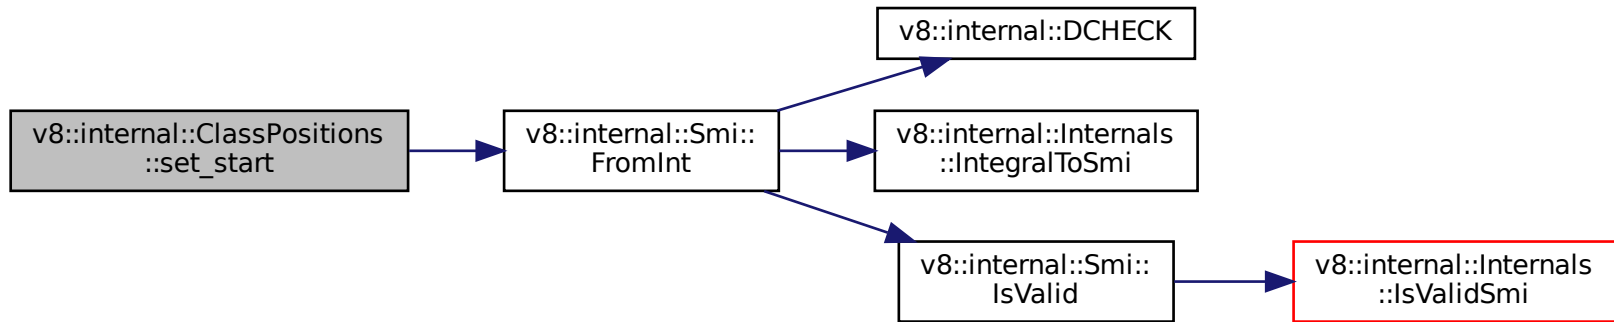 v8::internal::ClassPositions
::set_start
v8::internal::Smi::
FromInt
v8::internal::DCHECK
v8::internal::Internals
::IntegralToSmi
v8::internal::Smi::
IsValid
v8::internal::Internals
::IsValidSmi